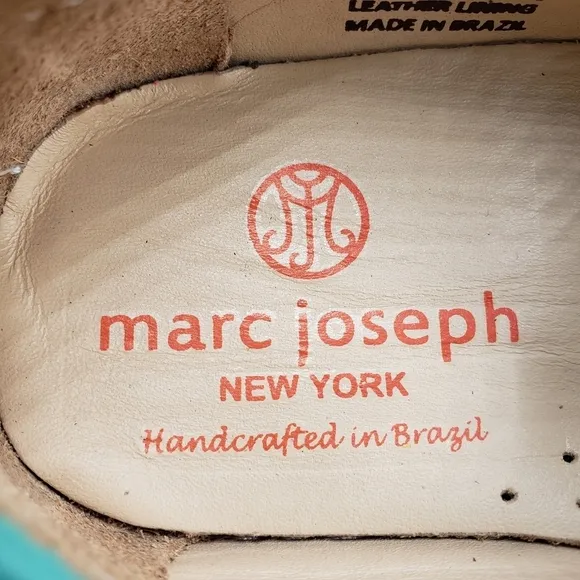 LEATHER LINING
MADE IN BRAZIL
marc joseph
NEW YORK
Handcrafted in Brazil